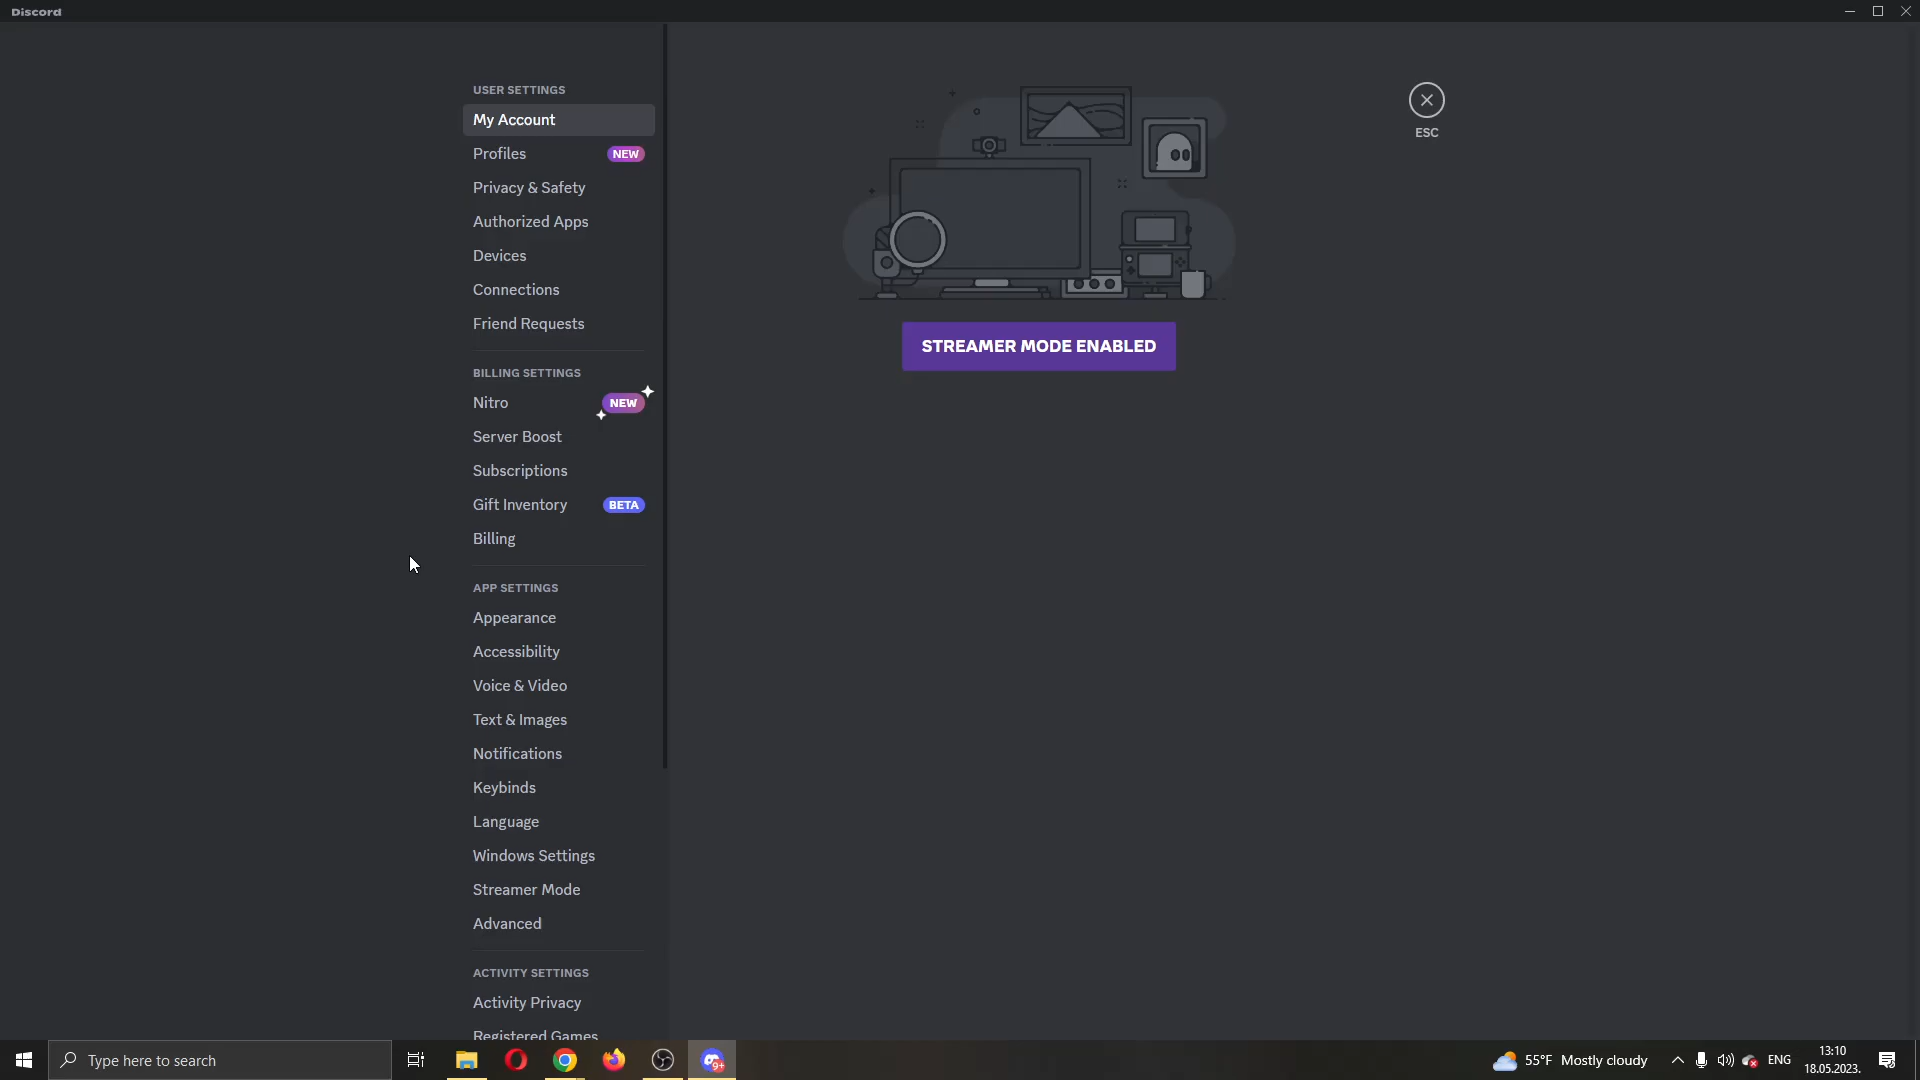 Discord
USER SETTINGS
My Account
Profiles NEW
Privacy & Safety
Authorized Apps
Devices
Connections
Friend Requests
BILLING SETTINGS
Nitro NEW
Server Boost
Subscriptions
Gift Inventory BETA
Billing
APP SETTINGS
Appearance
Accessibility
Voice & Video
Text & Images
Notifications
Keybinds
Language
Windows Settings
Streamer Mode
Advanced
ACTIVITY SETTINGS
Activity Privacy
Registered Games
ESC
STREAMER MODE ENABLED
Type here to search
9+
55°F Mostly cloudy
ENG
13:10
18.05.2023.